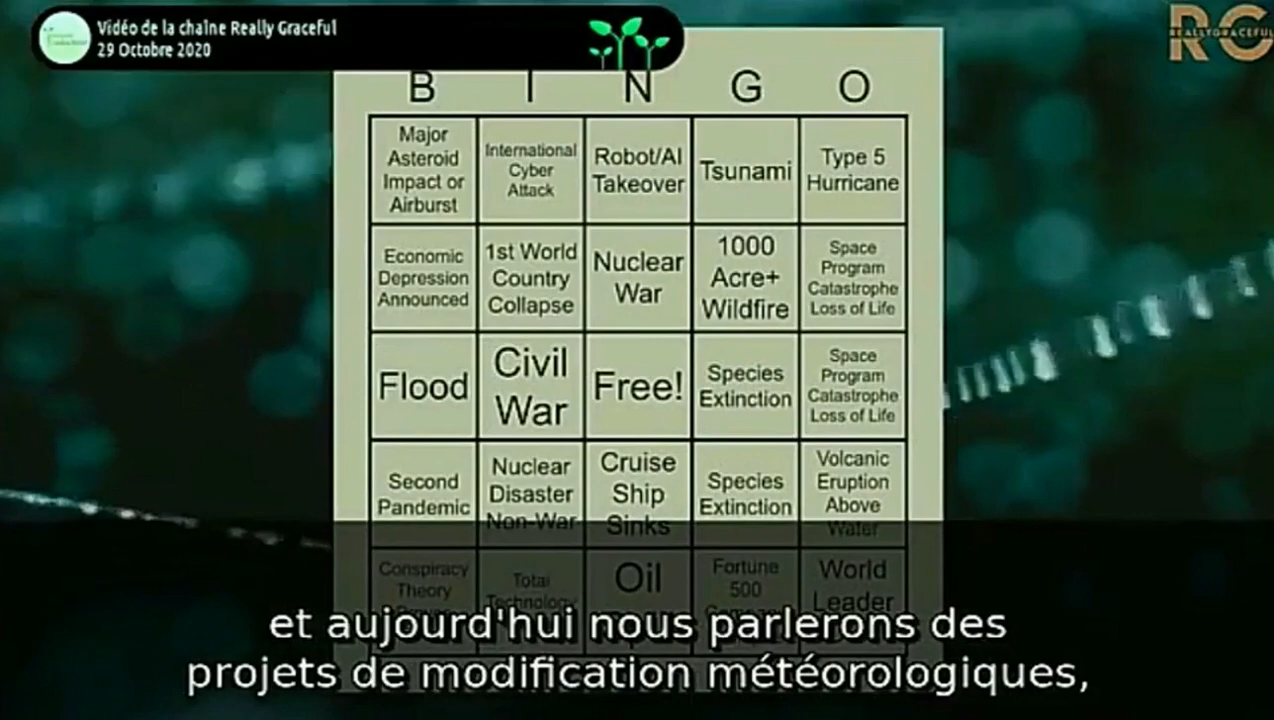 Vidéo de la chaîne Really Graceful
29 Octobre 2020
RG
REALLYGRACEFUL
B I N G O
Major
Asteroid
Impact or
Airburst
International
Cyber
Attack
Robot/AI
Takeover
Tsunami
Type 5
Hurricane
Economic
Depression
Announced
1st World
Country
Collapse
Nuclear
War
1000
Acre+
Wildfire
Space
Program
Catastrophe
Loss of Life
Flood
Civil
War
Free!
Species
Extinction
Space
Program
Catastrophe
Loss of Life
Second
Pandemic
Nuclear
Disaster
Non-War
Cruise
Ship
Sinks
Species
Extinction
Volcanic
Eruption
Above
Water
Conspiracy
Theory
Total
Technology
Oil
Fortune
500
World
Leader
et aujourd'hui nous parlerons des
projets de modification météorologiques,